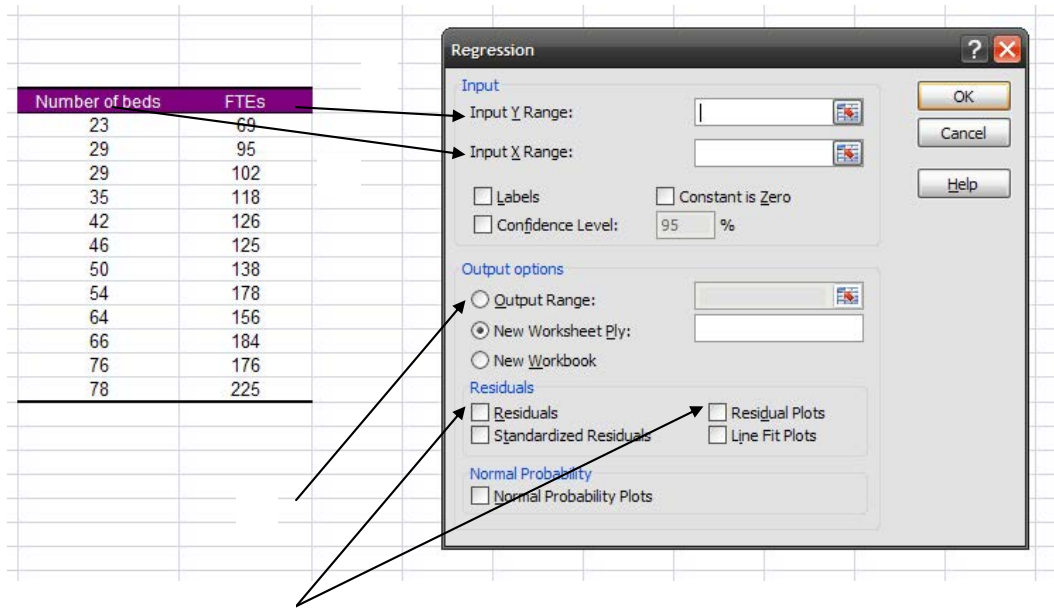 Number of beds FTEs
23 69
29 95
29 102
35 118
42 126
46 125
50 138
54 178
64 156
66 184
76 176
78 225
Regression ?
Input
Input Y Range:
Input X Range:
Labels Constant is Zero
Confidence Level: 95 %
OK
Cancel
Help
Output options
Output Range:
New Worksheet Ply:
New Workbook
Residuals
Residuals Residual Plots
Standardized Residuals Line Fit Plots
Normal Probability
Normal Probability Plots